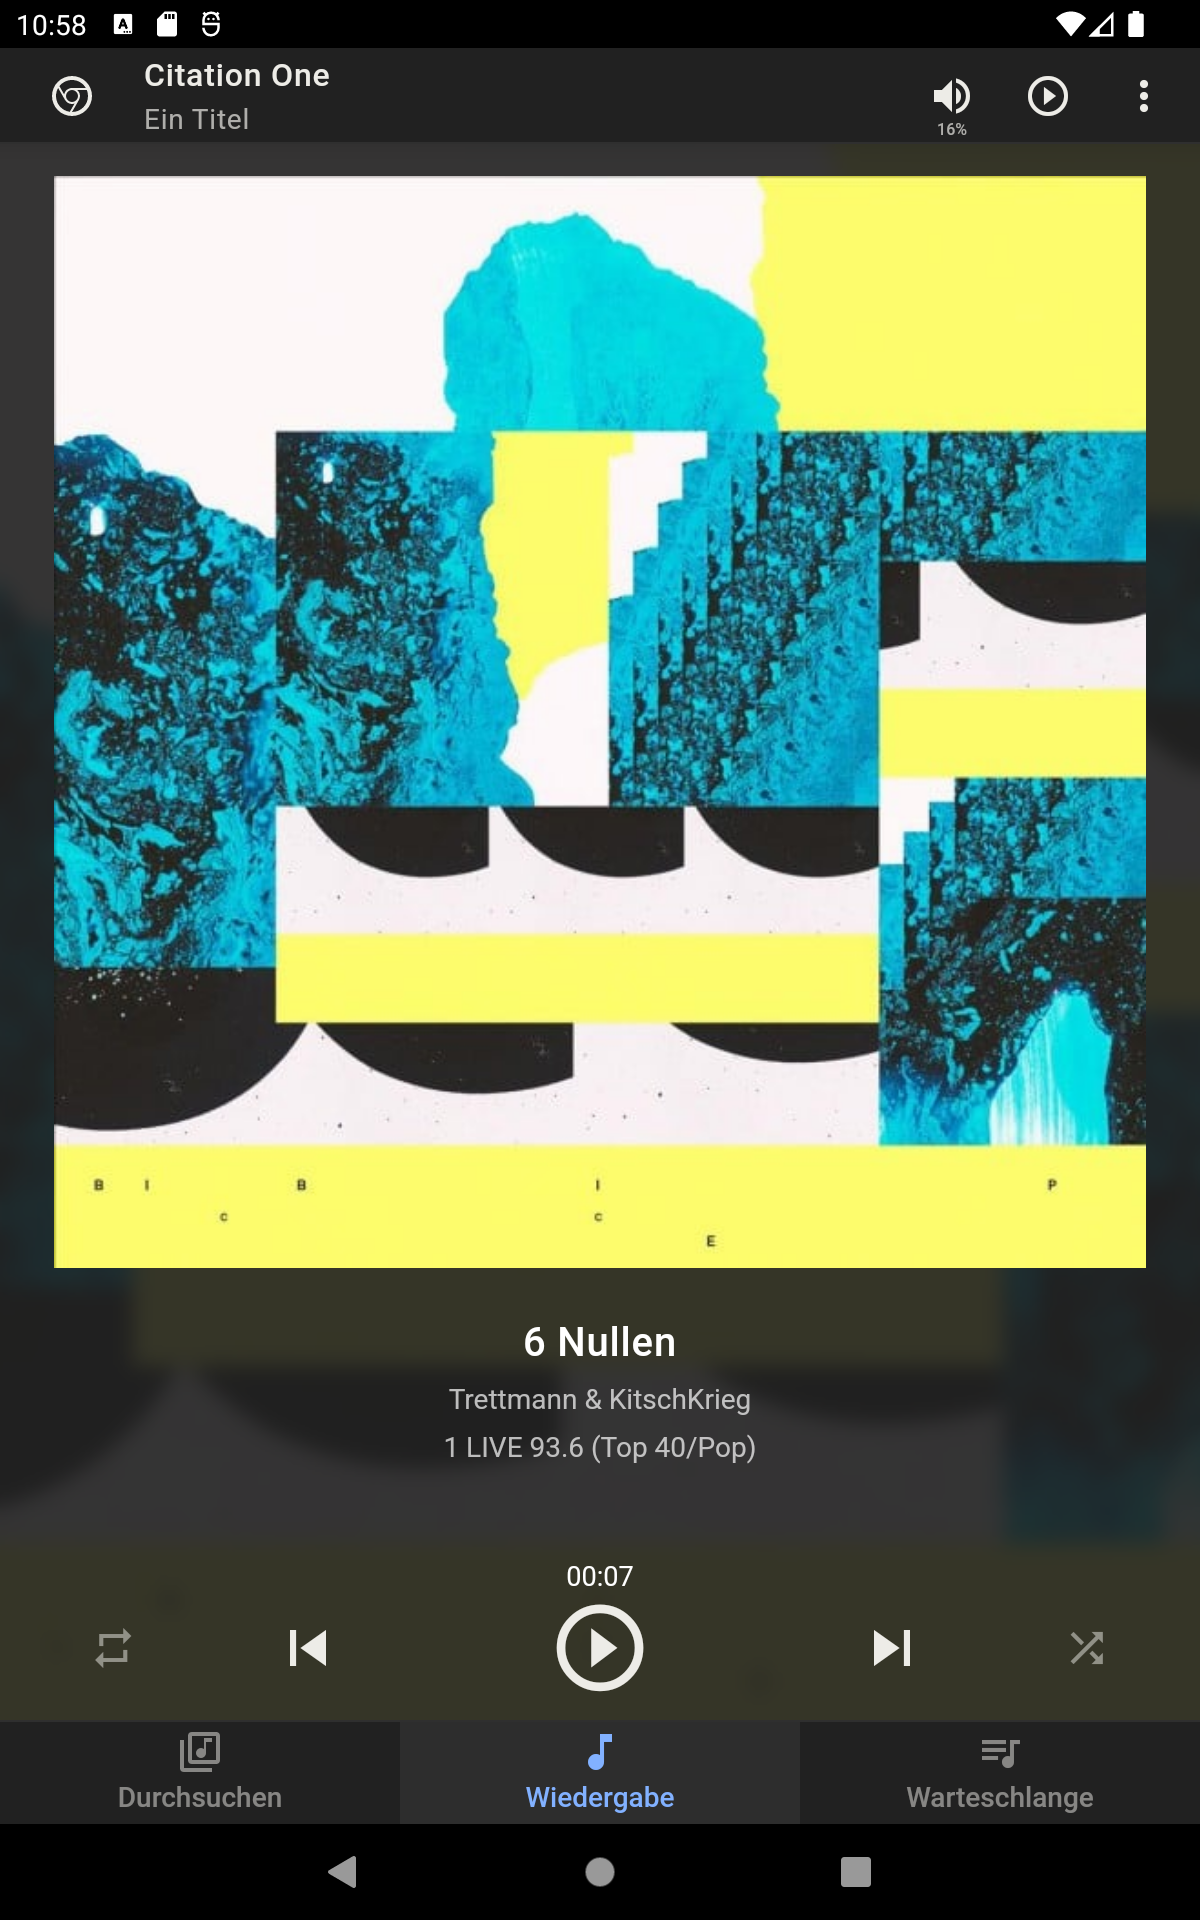 10:58
Citation One
Ein Titel
16%
B I B I P
C C
E
6 Nullen
Trettmann & KitschKrieg
1 LIVE 93.6 (Top 40/Pop)
00:07
Durchsuchen
Wiedergabe
Warteschlange